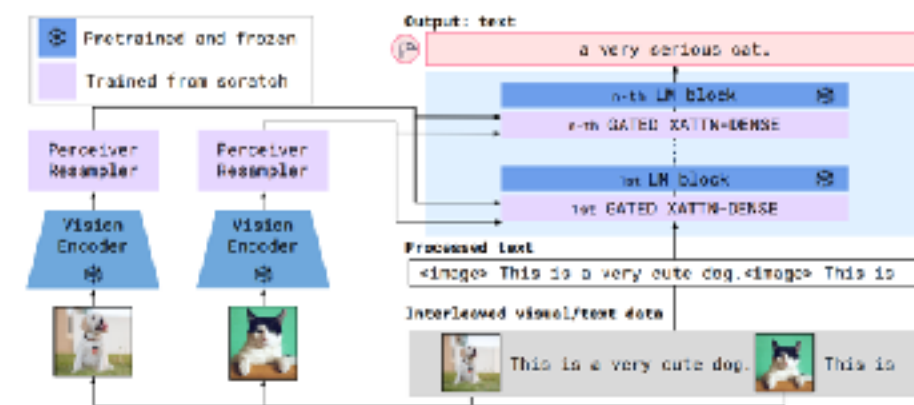 Output: text
Pretrained and frozen
a very serious cat.
Trained from scratch
n-th LM block
n-th GATED XATTN-DENSE
Perceiver
Resampler
Perceiver
Resampler
1st LM block
1st GATED XATTN-DENSE
Vision
Encoder
Vision
Encoder
Processed text
<image> This is a very cute dog.<image> This is
Interleaved visual/text data
This is a very cute dog.
This is